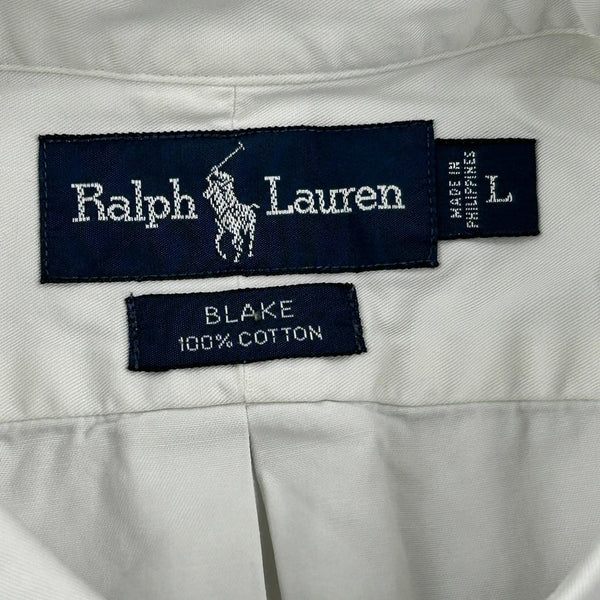 Ralph Lauren
MADE IN
PHILIPPINES
L
BLAKE
100% COTTON